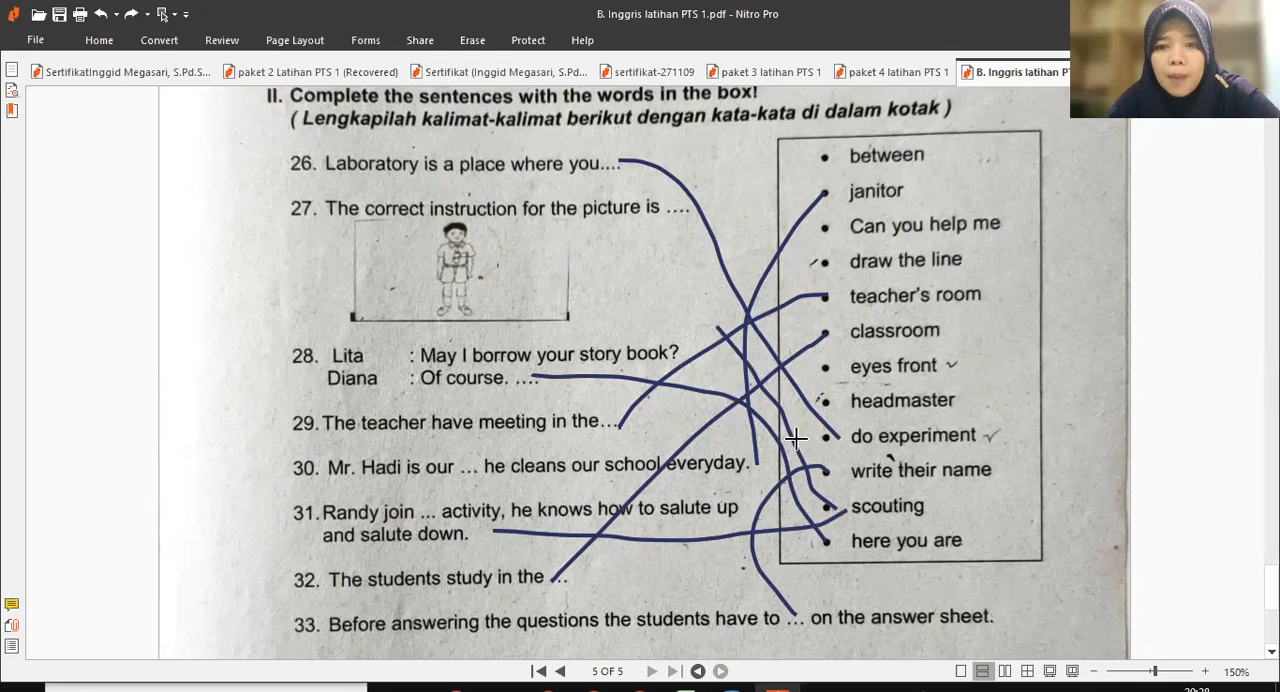 B. Inggris latihan PTS 1.pdf - Nitro Pro
File Home Convert Review Page Layout Forms Share Erase Protect Help
SertifikatInggid Megasari, S.Pd.S... paket 3 Latihan PTS 1 (Recovered) Sertifikat (Inggid Megasari, S.Pd... sertifikat-271109 paket 3 latihan PTS 1 paket 4 latihan PTS 1 B. Inggris latihan PT
II. Complete the sentences with the words in the box!
( Lengkapilah kalimat-kalimat berikut dengan kata-kata di dalam kotak )
26. Laboratory is a place where you....
27. The correct instruction for the picture is ....
28. Lita : May I borrow your story book?
Diana : Of course. ....
29. The teacher have meeting in the...
30. Mr. Hadi is our ... he cleans our school everyday.
31. Randy join ... activity, he knows how to salute up
and salute down.
32. The students study in the ...
33. Before answering the questions the students have to ... on the answer sheet.
• between
• janitor
• Can you help me
• draw the line
• teacher's room
• classroom
• eyes front
• headmaster
• do experiment
• write their name
• scouting
• here you are
5 OF 5
150%